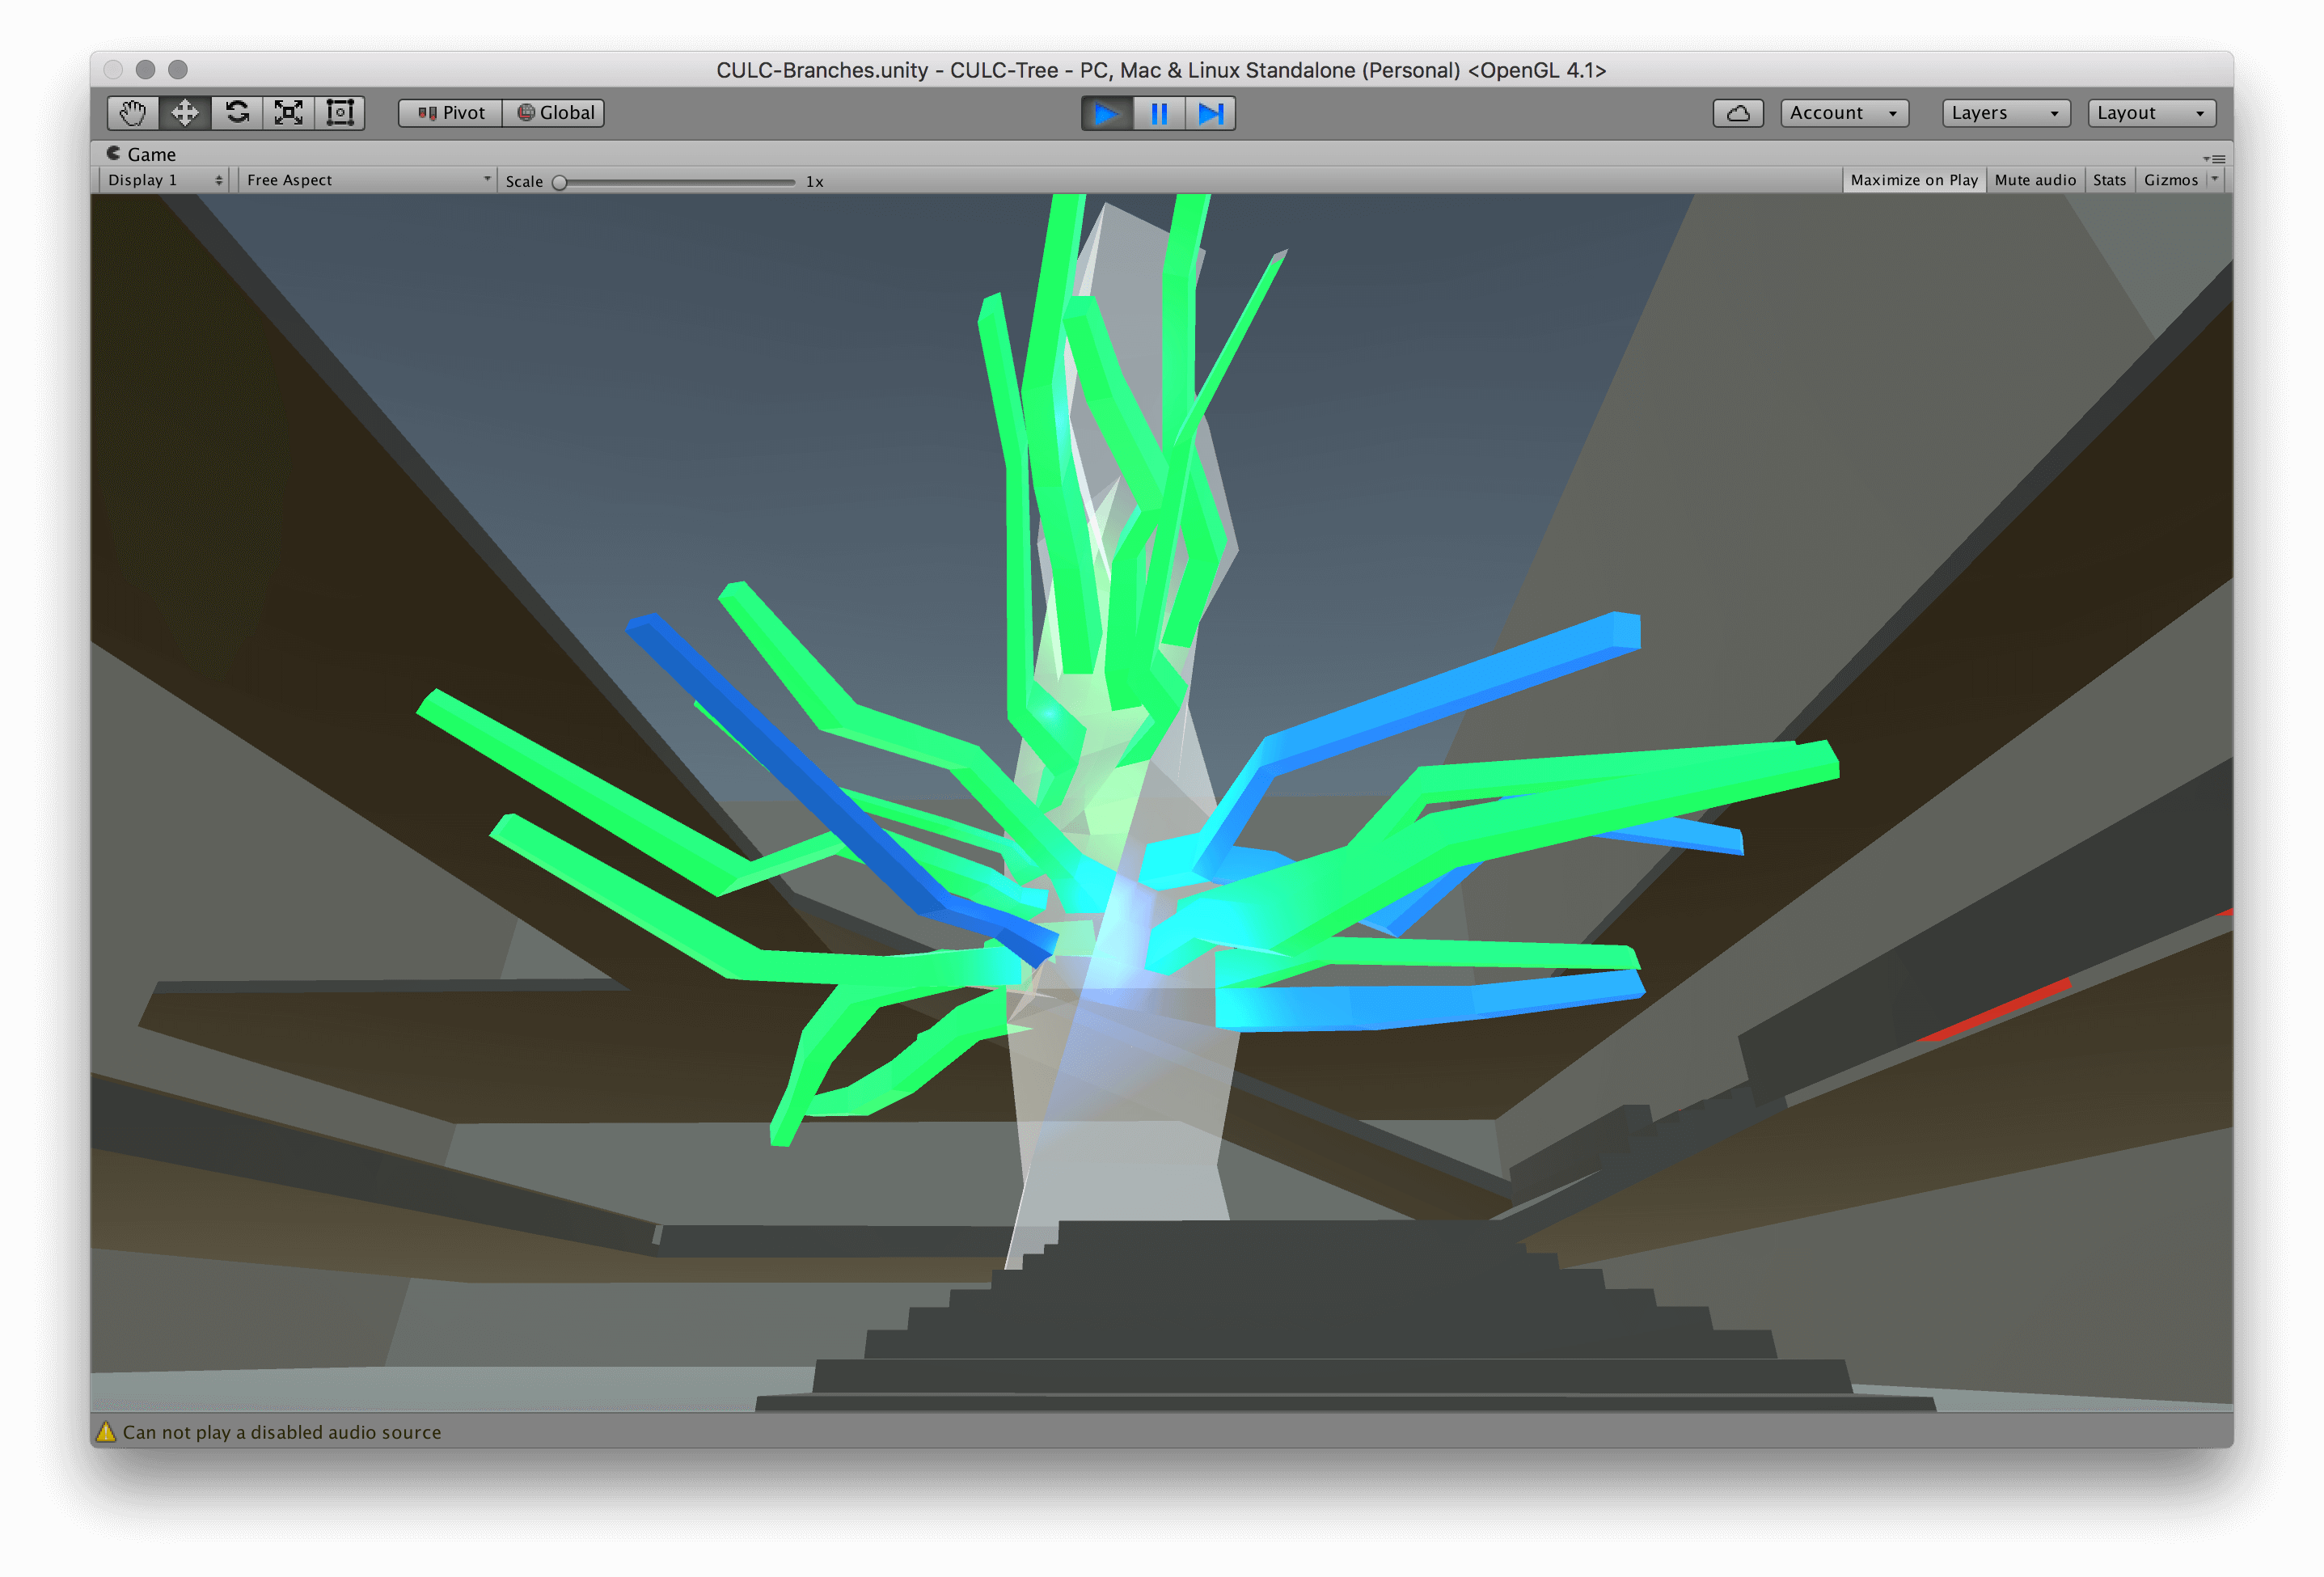 CULC-Branches.unity - CULC-Tree - PC, Mac & Linux Standalone (Personal) <OpenGL 4.1>
Pivot Global Account Layers Layout
Game
Display 1 Free Aspect Scale 1x Maximize on Play Mute audio Stats Gizmos
Can not play a disabled audio source